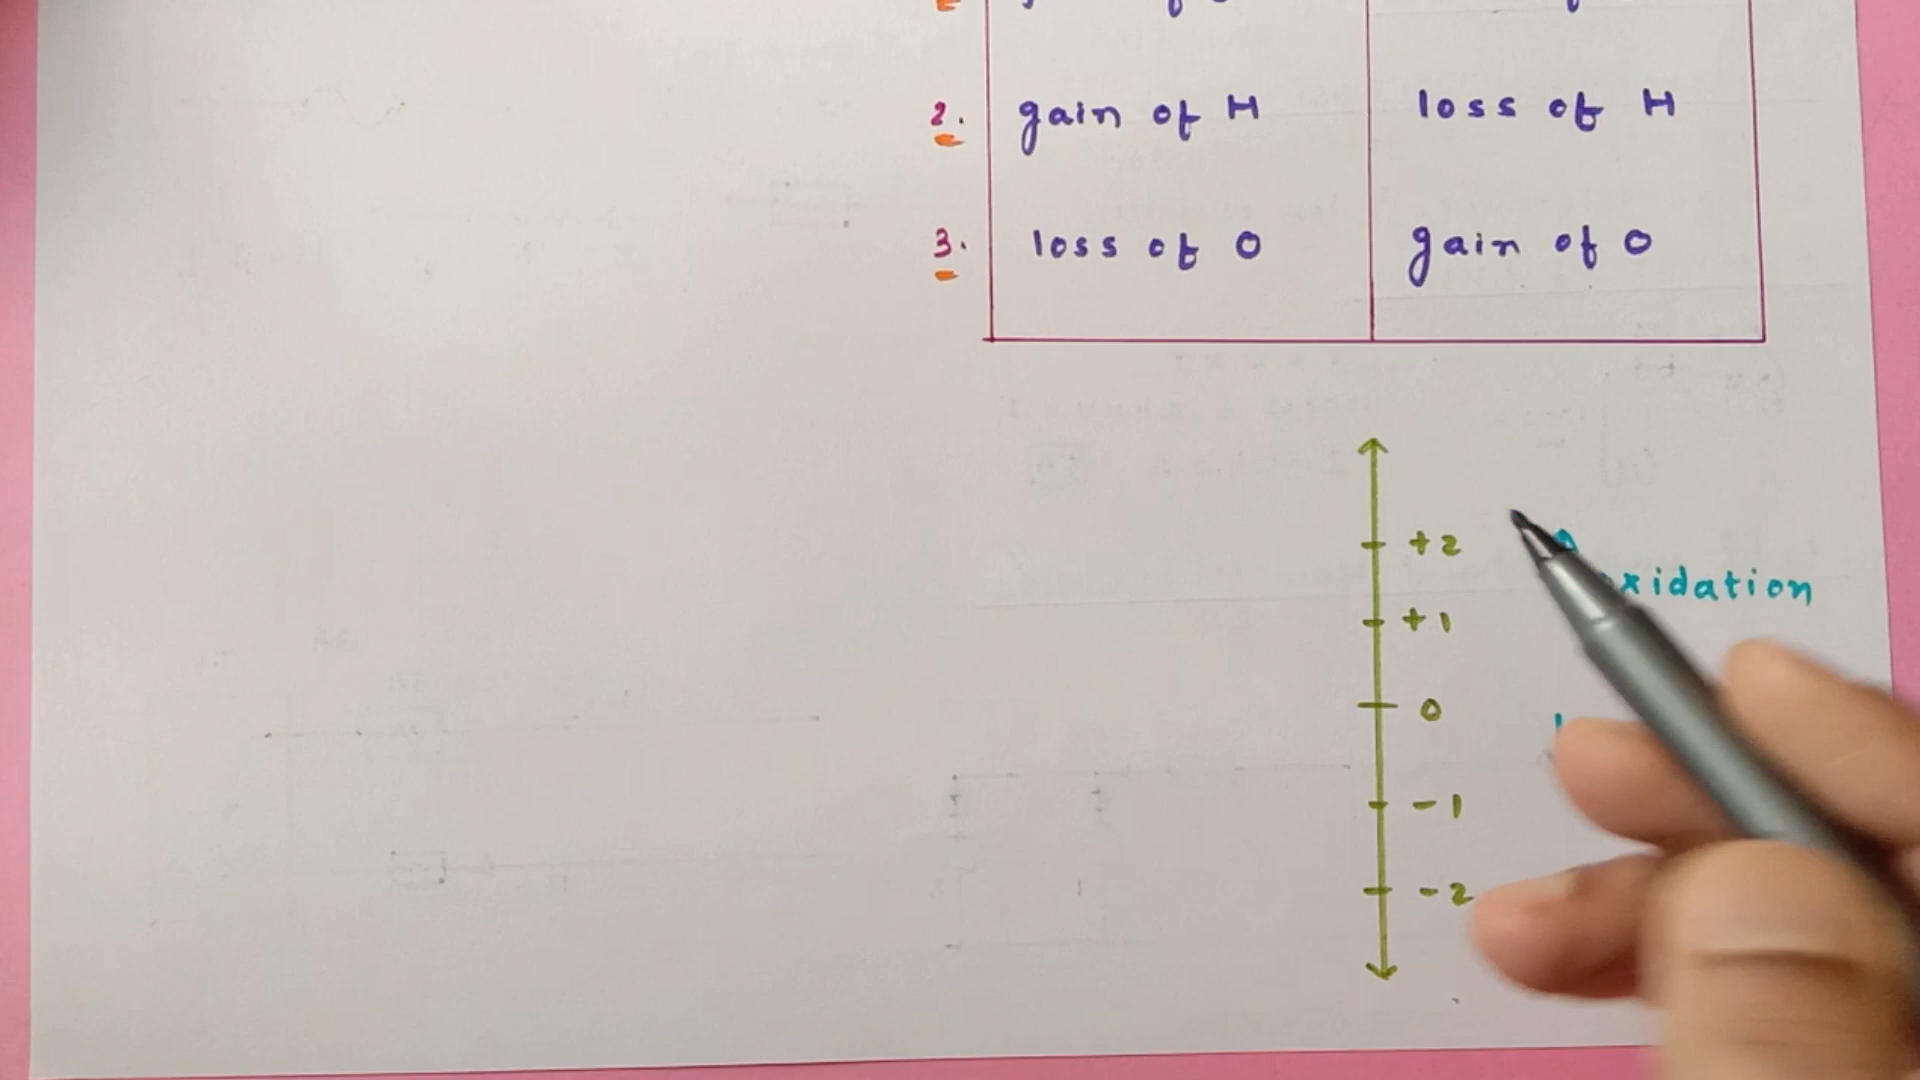 2. gain of H loss of H
3. loss of O gain of O
+2
xidation
+1
0
-1
-2